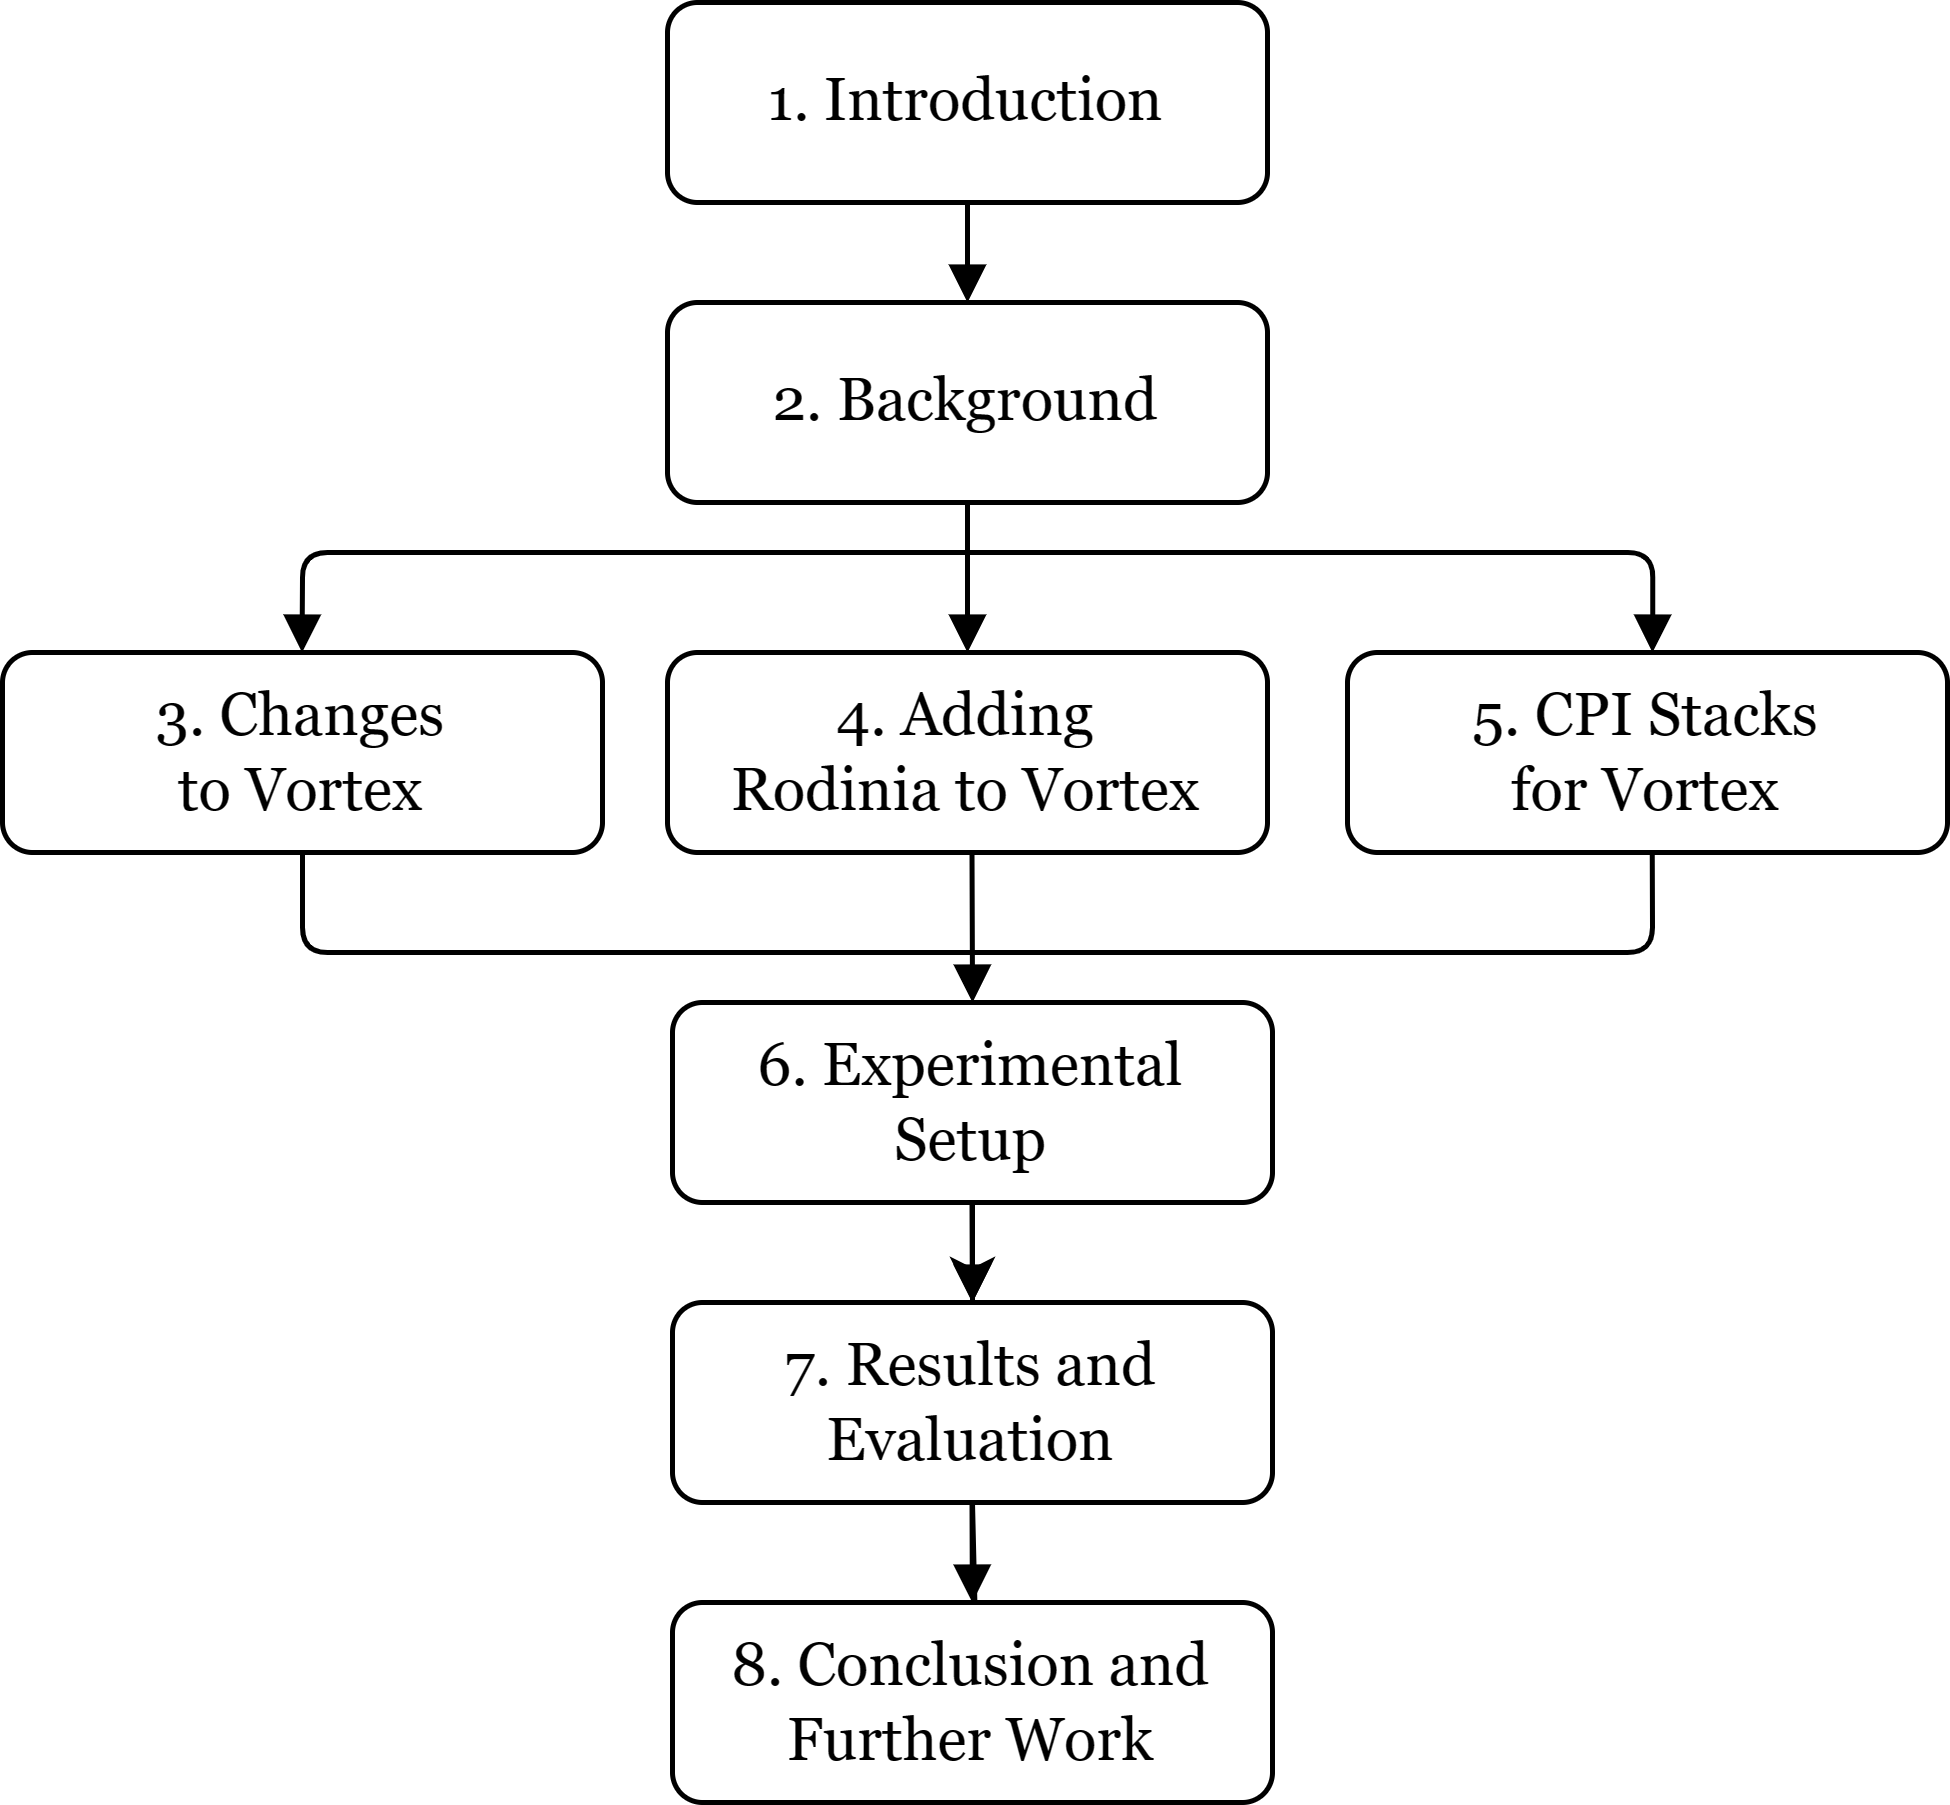 1. Introduction
2. Background
3. Changes
to Vortex
4. Adding
Rodinia to Vortex
5. CPI Stacks
for Vortex
6. Experimental
Setup
7. Results and
Evaluation
8. Conclusion and
Further Work